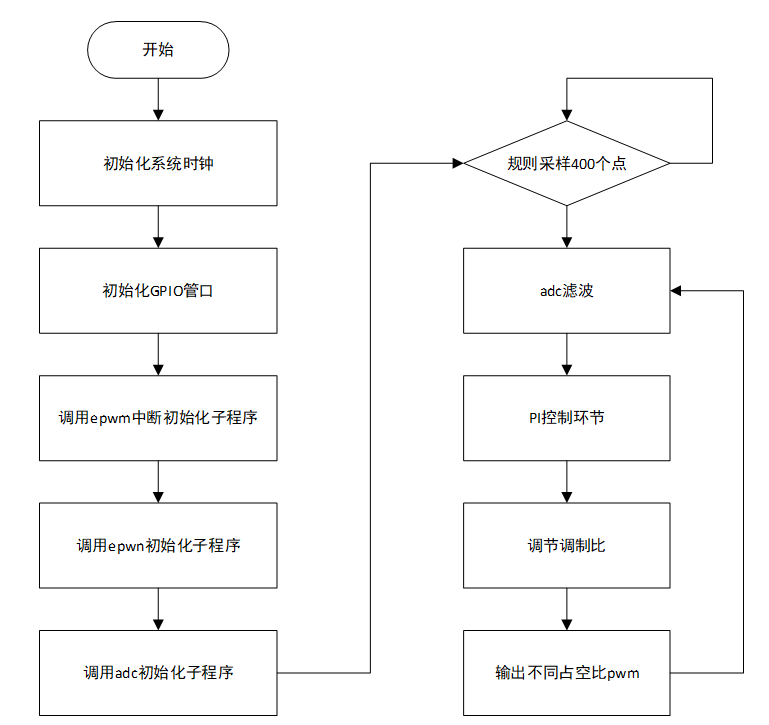 开始
初始化系统时钟
初始化GPIO管口
调用epwm中断初始化子程序
调用epwn初始化子程序
调用adc初始化子程序
规则采样400个点
adc滤波
PI控制环节
调节调制比
输出不同占空比pwm